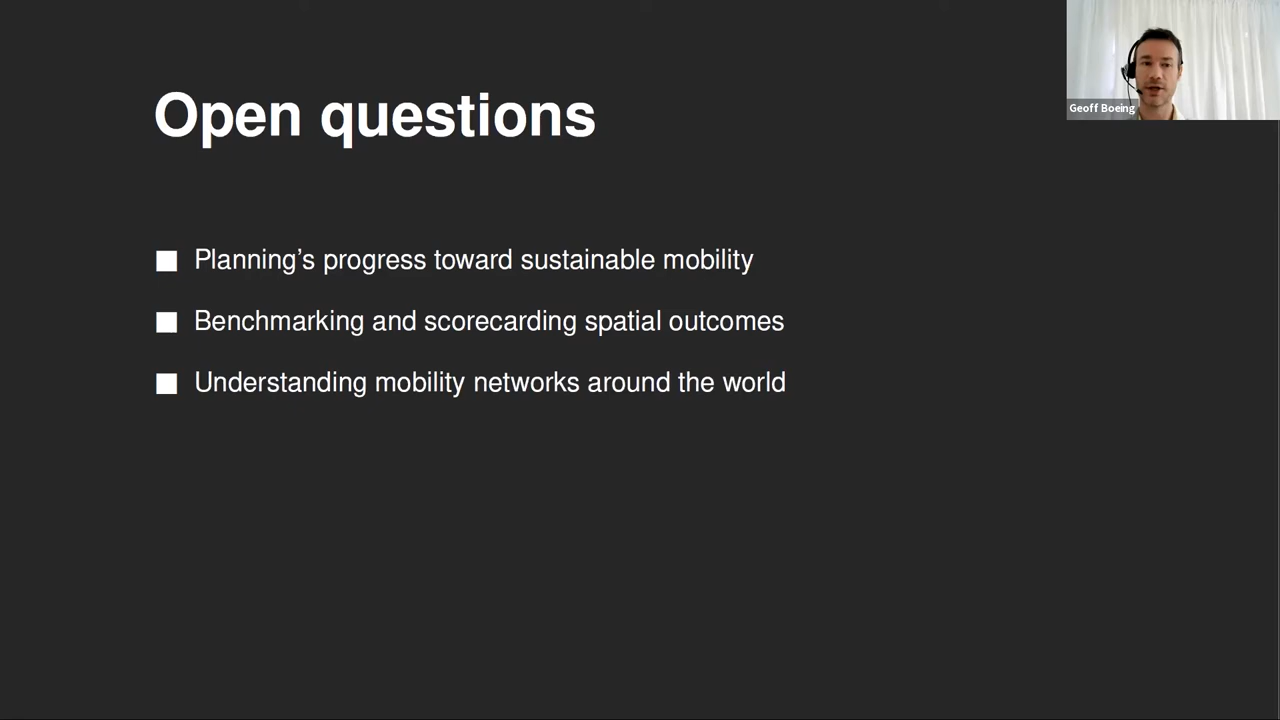 Open questions
Planning’s progress toward sustainable mobility
Benchmarking and scorecarding spatial outcomes
Understanding mobility networks around the world
Geoff Boeing